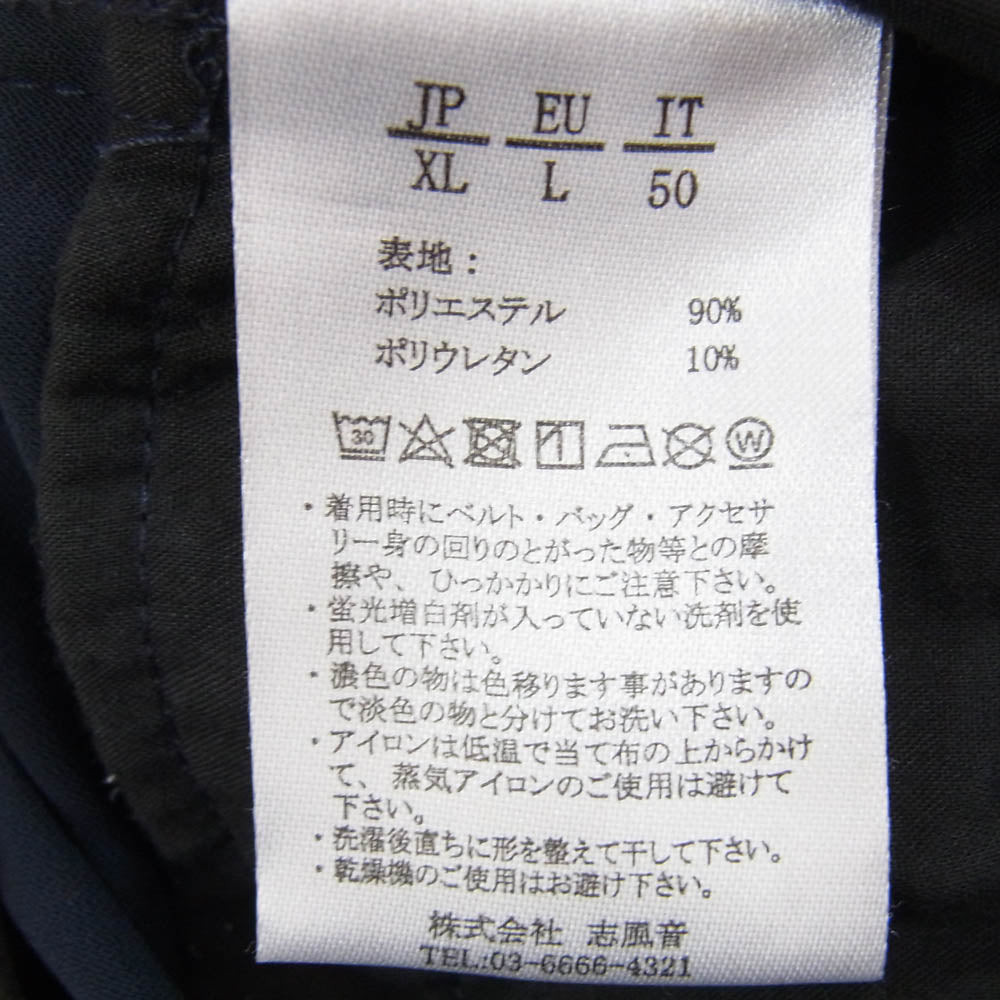 JP EU IT
XL L 50
表地：
ポリエステル 90%
ポリウレタン 10%
30 W
・着用時にベルト・バッグ・アクセサ
リー身の回りのとがった物等との摩
擦や、ひっかかりにご注意下さい。
・蛍光増白剤が入っていない洗剤を使
用して下さい。
・濃色の物は色移ります事がありますの
で淡色の物と分けてお洗い下さい。
・アイロンは低温で当て布の上からかけ
て、蒸気アイロンのご使用は避けて
下さい。
・洗濯後直ちに形を整えて干して下さい。
・乾燥機のご使用はお避け下さい。
株式会社 志風音
TEL:03-6666-4321